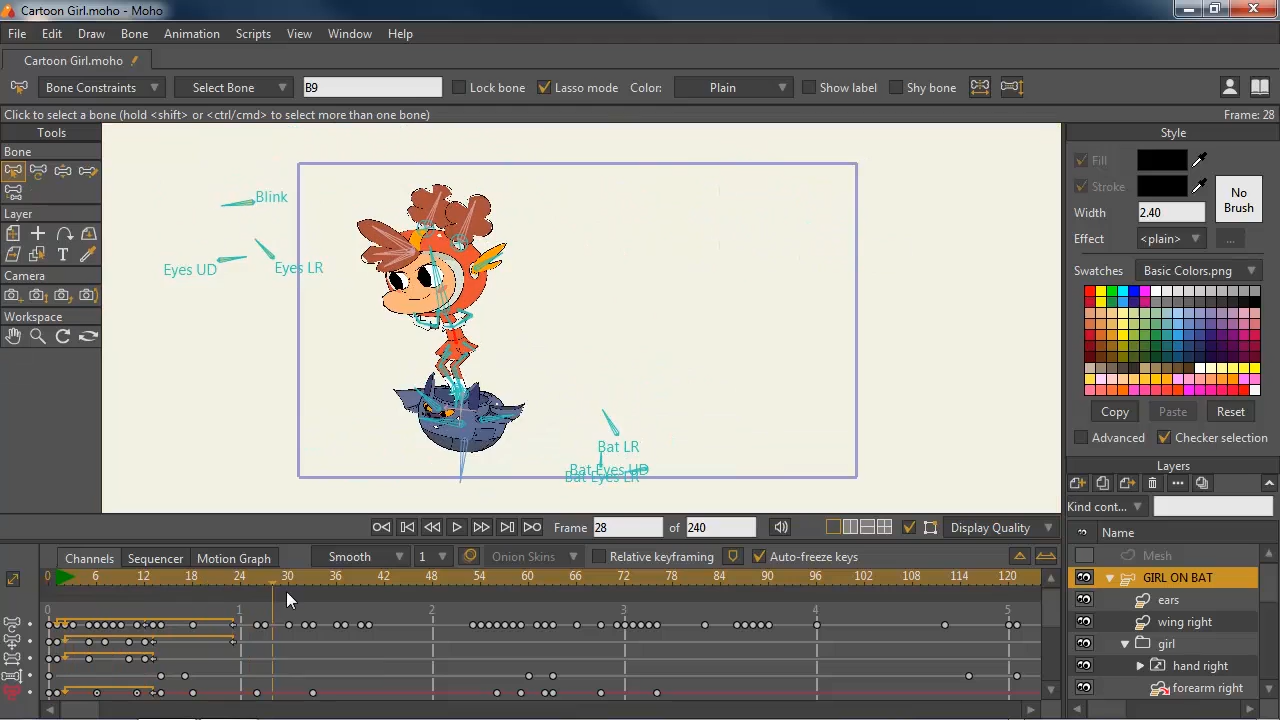 Cartoon Girl.moho - Moho
File Edit Draw Bone Animation Scripts View Window Help
Cartoon Girl.moho
Bone Constraints Select Bone B9 Lock bone Lasso mode Color: Plain Show label Shy bone
Click to select a bone (hold <shift> or <ctrl/cmd> to select more than one bone) Frame: 28
Tools
Bone
Layer
Camera
Workspace
Blink
Eyes UD
Eyes LR
Bat LR
Bat Eyes UD
Bat Eyes LR
Style
Fill
Stroke
No Brush
Width 2.40
Effect <plain> ...
Swatches Basic Colors.png
Copy Paste Reset
Advanced Checker selection
Layers
Kind cont...
Name
Mesh
GIRL ON BAT
ears
wing right
girl
hand right
forearm right
Frame 28 of 240 Display Quality
Channels Sequencer Motion Graph Smooth 1 Onion Skins Relative keyframing Auto-freeze keys
0 6 12 18 24 30 36 42 48 54 60 66 72 78 84 90 96 102 108 114 120
0 1 2 3 4 5